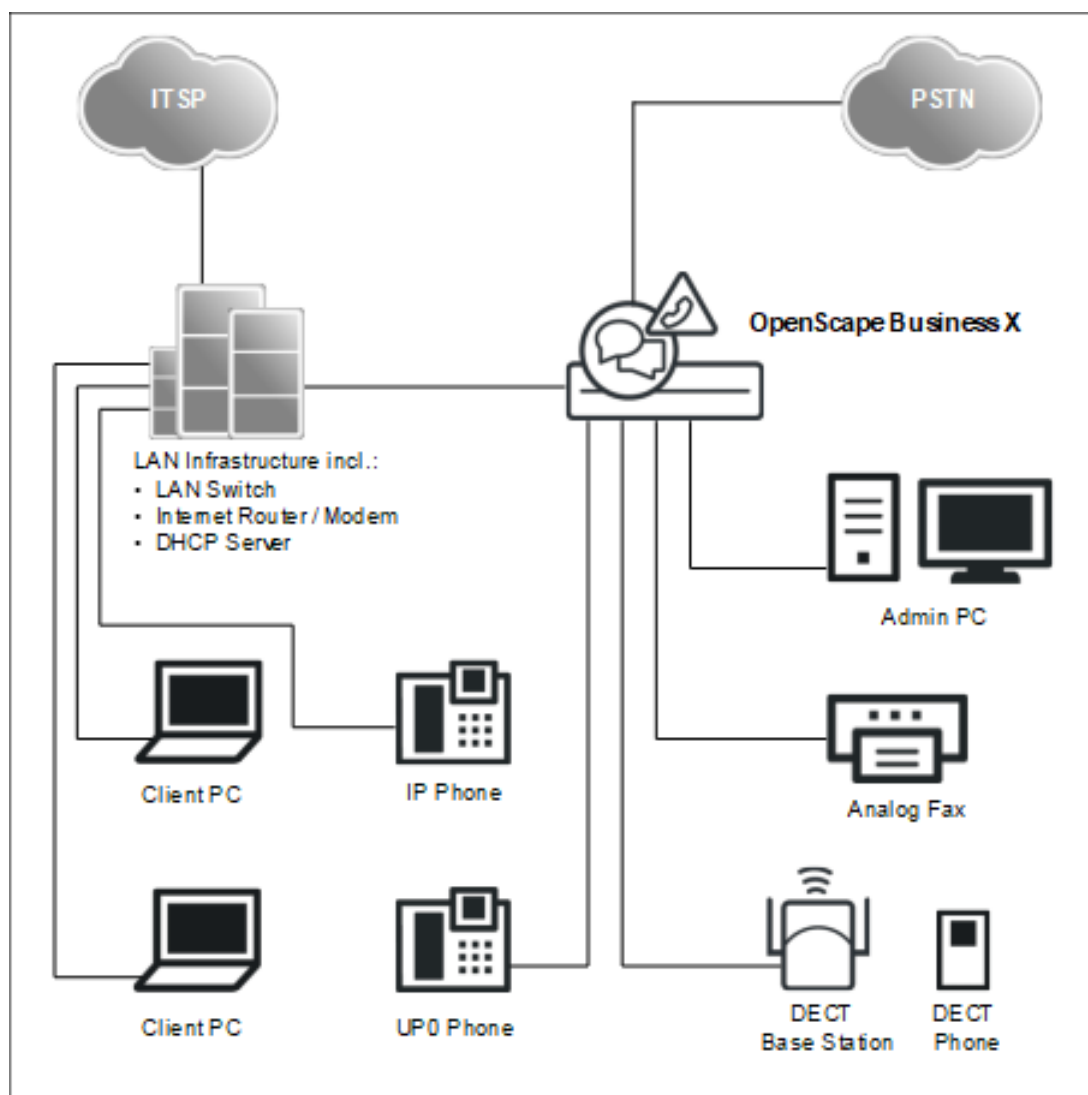 ITSP
PSTN
OpenScape Business X
LAN Infrastructure incl.:
• LAN Switch
• Internet Router / Modem
• DHCP Server
Admin PC
Client PC
IP Phone
Analog Fax
Client PC
UP0 Phone
DECT
Base Station
DECT
Phone